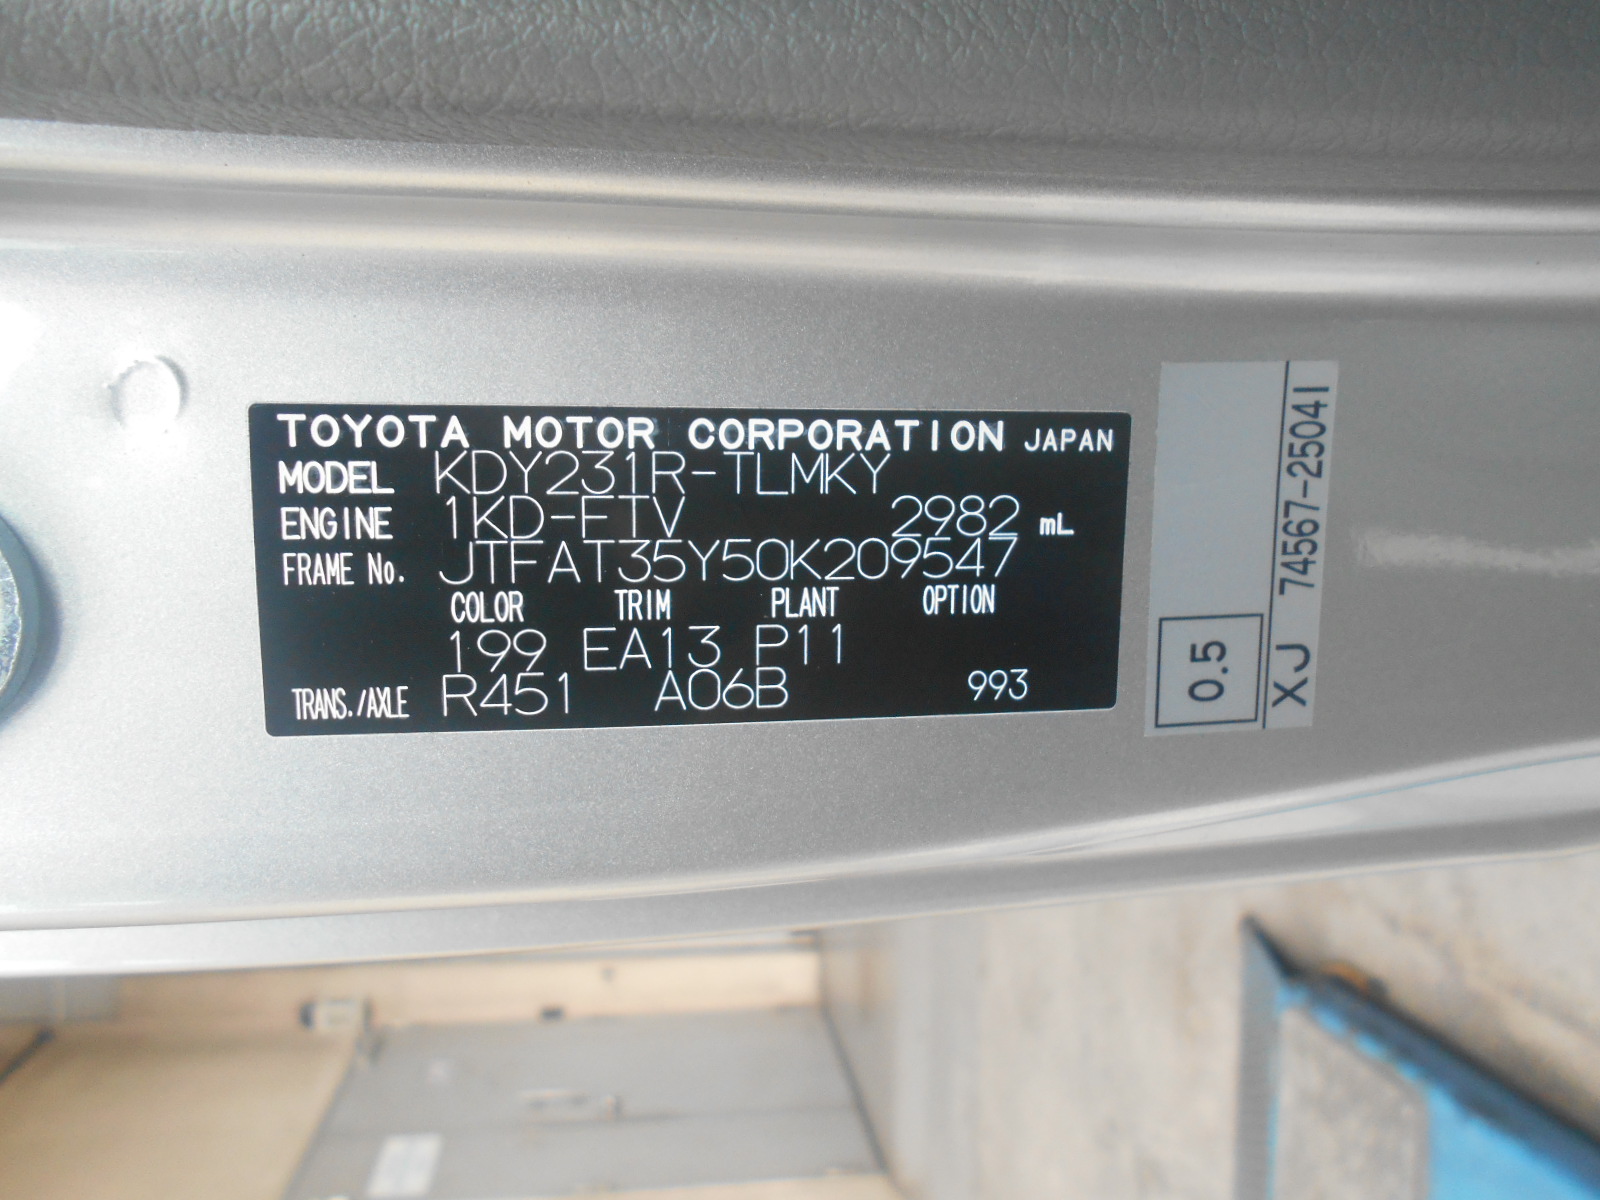 TOYOTA MOTOR CORPORATION JAPAN
MODEL KDY231R-TLMKY
ENGINE 1KD-FTV 2982 mL
FRAME No. JTFAT35Y50K209547
COLOR TRIM PLANT OPTION
199 EA13 P11
TRANS./AXLE R451 A06B 993
0.5
XJ 74567-25041